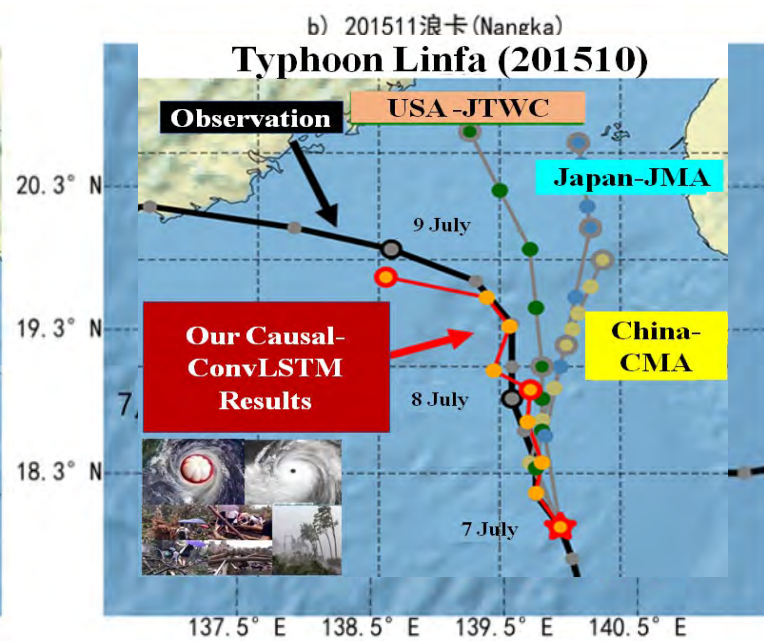 b) 201511浪卡(Nangka)
Typhoon Linfa (201510)
USA -JTWC
Observation
Japan-JMA
20.3° N
9 July
19.3° N
Our Causal-
ConvLSTM
Results
China-
CMA
8 July
7
18.3° N
7 July
137.5° E
138.5° E
139.5° E
140.5° E